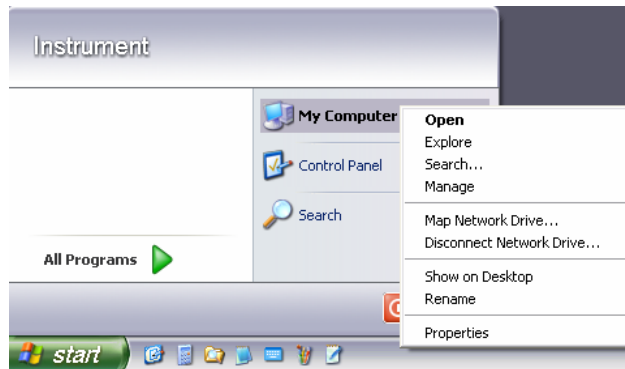 Instrument
My Computer
Control Panel
Search
All Programs
Open
Explore
Search...
Manage
Map Network Drive...
Disconnect Network Drive...
Show on Desktop
Rename
Properties
start